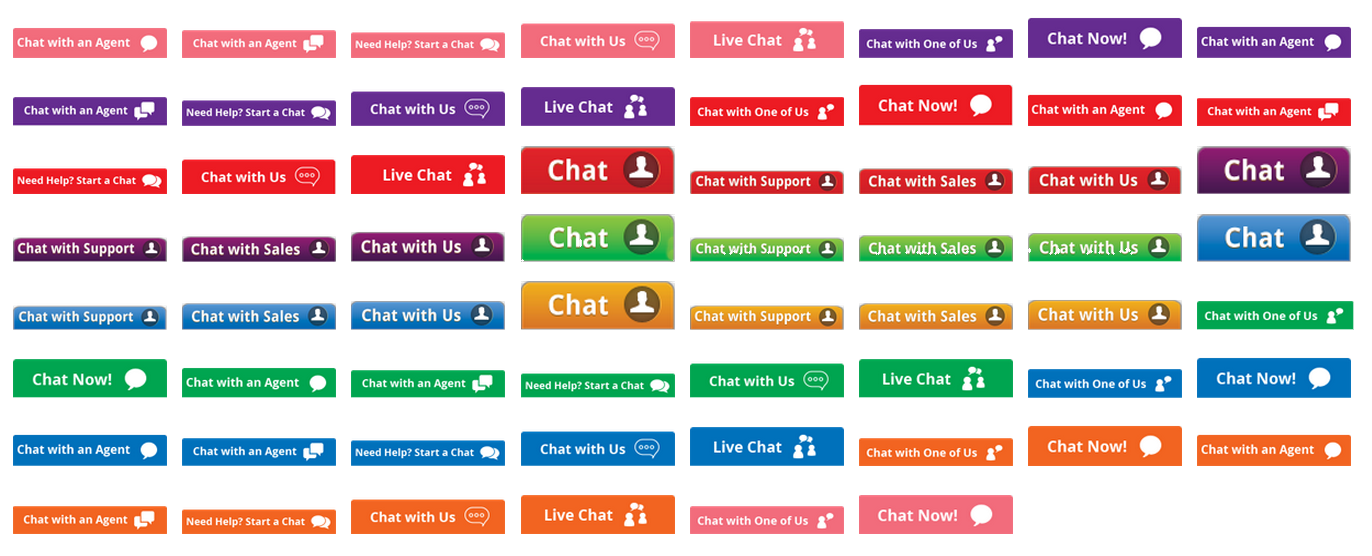 Chat with an Agent
Chat with an Agent
Need Help? Start a Chat
Chat with Us
Live Chat
Chat with One of Us
Chat Now!
Chat with an Agent
Chat with an Agent
Need Help? Start a Chat
Chat with Us
Live Chat
Chat with One of Us
Chat Now!
Chat with an Agent
Chat with an Agent
Need Help? Start a Chat
Chat with Us
Live Chat
Chat
Chat with Support
Chat with Sales
Chat with Us
Chat
Chat with Support
Chat with Sales
Chat with Us
Chat
Chat with Support
Chat with Sales
Chat with Us
Chat
Chat with Support
Chat with Sales
Chat with Us
Chat
Chat with Support
Chat with Sales
Chat with Us
Chat with One of Us
Chat Now!
Chat with an Agent
Chat with an Agent
Need Help? Start a Chat
Chat with Us
Live Chat
Chat with One of Us
Chat Now!
Chat with an Agent
Chat with an Agent
Need Help? Start a Chat
Chat with Us
Live Chat
Chat with One of Us
Chat Now!
Chat with an Agent
Chat with an Agent
Need Help? Start a Chat
Chat with Us
Live Chat
Chat with One of Us
Chat Now!